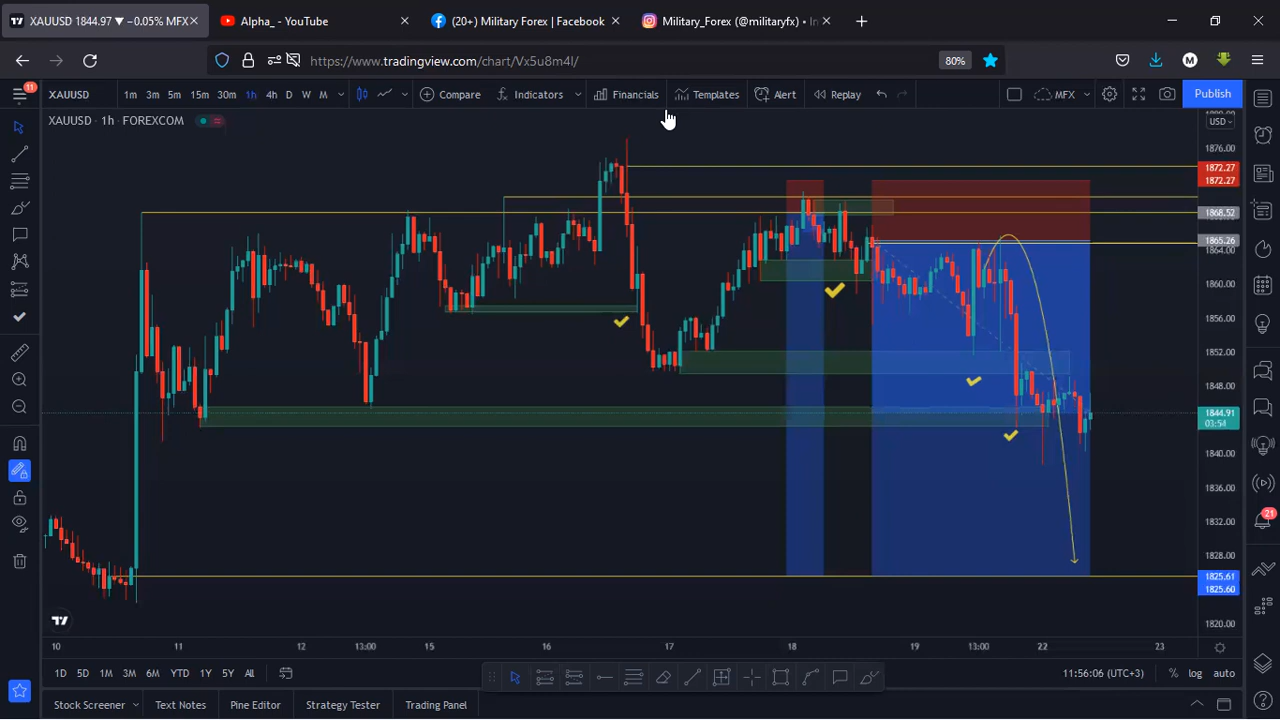 XAUUSD 1844.97 ▼ −0.05% MFX
Alpha_ - YouTube
(20+) Military Forex | Facebook
Military_Forex (@militaryfx) • In
https://www.tradingview.com/chart/Vx5u8m4I/
80%
M
11
XAUUSD
1m 3m 5m 15m 30m 1h 4h D W M
Compare
Indicators
Financials
Templates
Alert
Replay
MFX
Publish
XAUUSD · 1h · FOREXCOM
USD
1876.00
1872.27
1872.27
1868.52
1865.26
1864.00
1860.00
1856.00
1852.00
1848.00
1844.91
03:54
1840.00
1836.00
1832.00
1828.00
1825.61
1825.60
1820.00
21
10 11 12 13:00 15 16 17 18 19 13:00 22 23
1D 5D 1M 3M 6M YTD 1Y 5Y All
11:56:06 (UTC+3) % log auto
Stock Screener Text Notes Pine Editor Strategy Tester Trading Panel